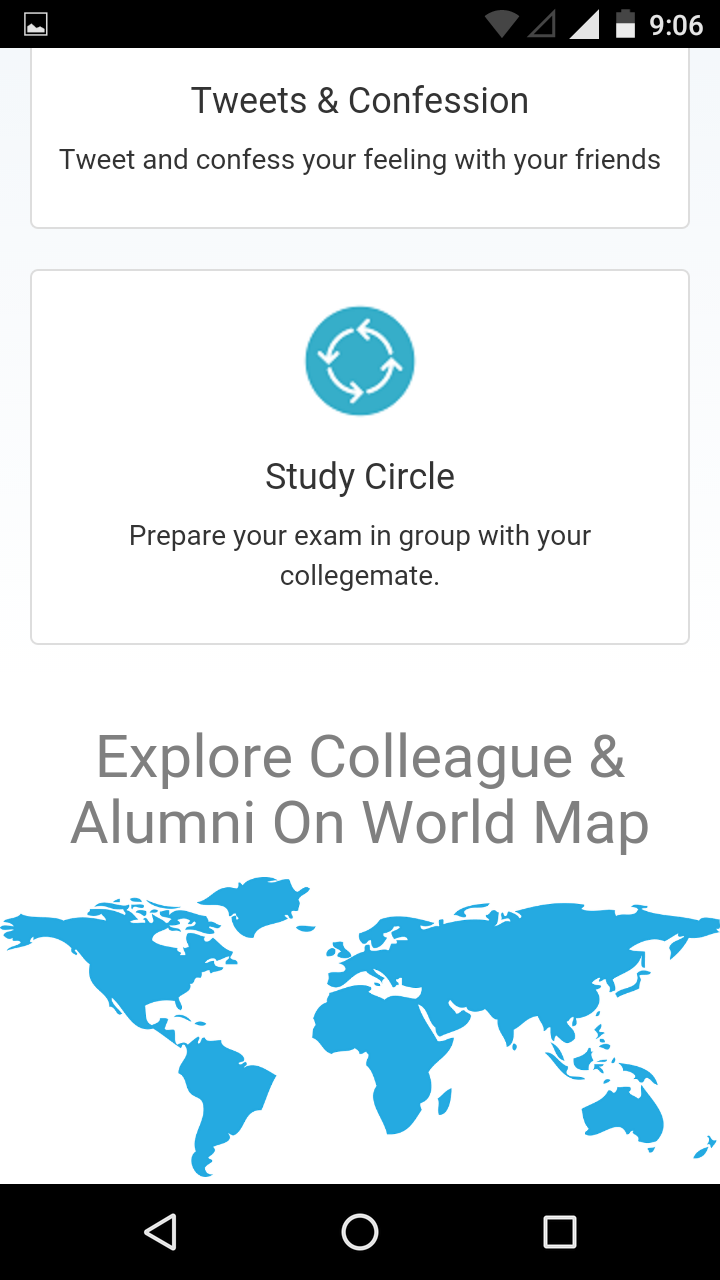 9:06
Tweets & Confession
Tweet and confess your feeling with your friends
Study Circle
Prepare your exam in group with your
collegemate.
Explore Colleague &
Alumni On World Map